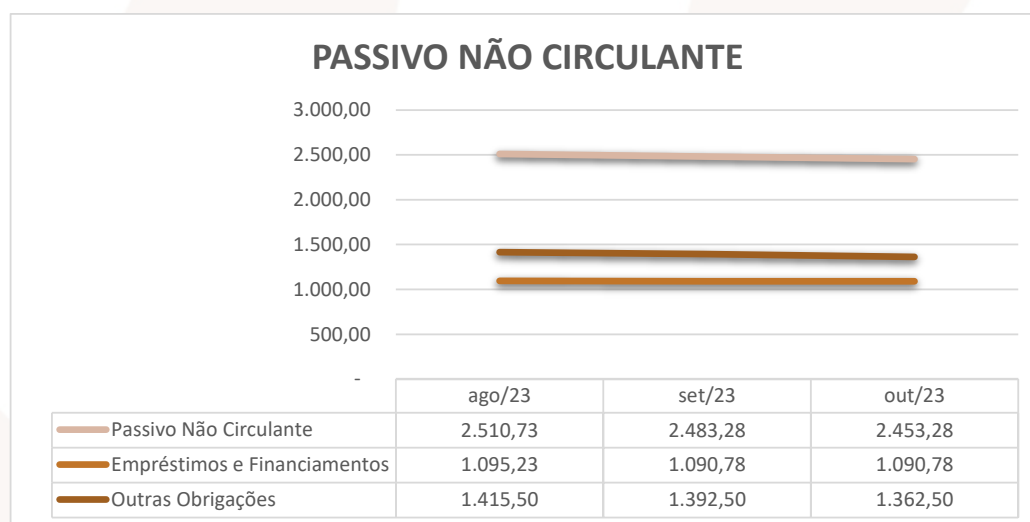 PASSIVO NÃO CIRCULANTE
3.000,00
2.500,00
2.000,00
1.500,00
1.000,00
500,00
-
ago/23 set/23 out/23
Passivo Não Circulante 2.510,73 2.483,28 2.453,28
Empréstimos e Financiamentos 1.095,23 1.090,78 1.090,78
Outras Obrigações 1.415,50 1.392,50 1.362,50